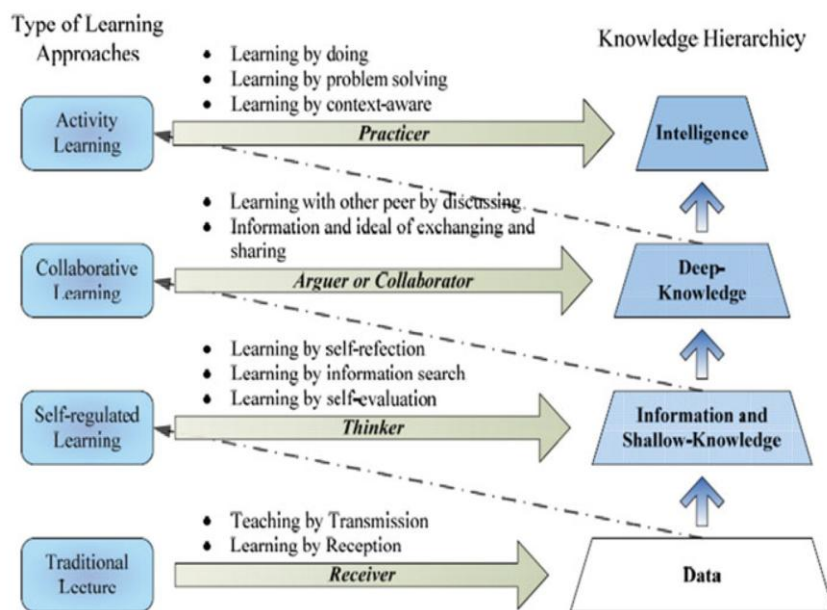 Type of Learning
Approaches
Knowledge Hierarchicy
● Learning by doing
● Learning by problem solving
● Learning by context-aware
Activity
Learning
Practicer
Intelligence
● Learning with other peer by discussing
● Information and ideal of exchanging and
sharing
Collaborative
Learning
Arguer or Collaborator
Deep-
Knowledge
● Learning by self-refection
● Learning by information search
● Learning by self-evaluation
Self-regulated
Learning
Thinker
Information and
Shallow-Knowledge
● Teaching by Transmission
● Learning by Reception
Traditional
Lecture
Receiver
Data